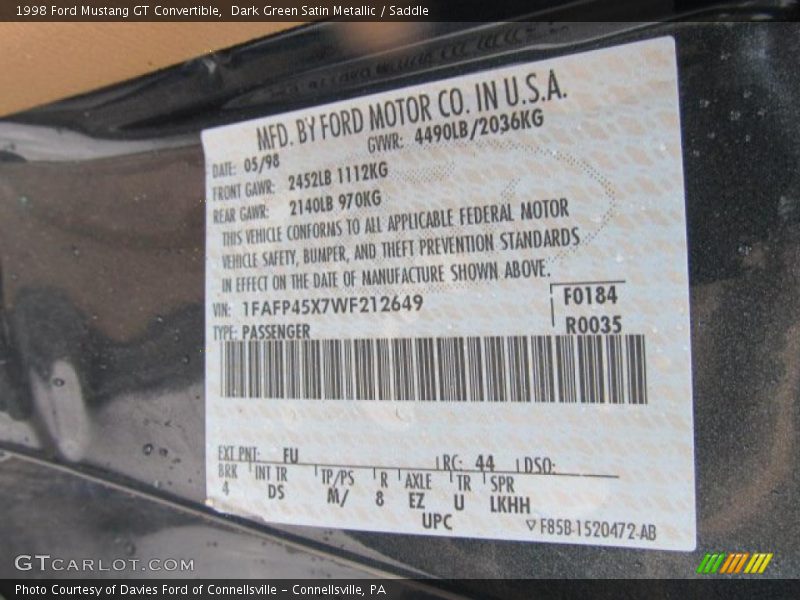 1998 Ford Mustang GT Convertible,  Dark Green Satin Metallic / Saddle
MFD. BY FORD MOTOR CO. IN U.S.A.
DATE: 05/98 GVWR: 4490LB/2036KG
FRONT GAWR: 2452LB 1112KG
REAR GAWR: 2140LB 970KG
THIS VEHICLE CONFORMS TO ALL APPLICABLE FEDERAL MOTOR
VEHICLE SAFETY, BUMPER, AND THEFT PREVENTION STANDARDS
IN EFFECT ON THE DATE OF MANUFACTURE SHOWN ABOVE.
VIN: 1FAFP45X7WF212649 F0184
TYPE: PASSENGER R0035
EXT PNT: FU RC: 44 DSO:
BRK INT TR TP/PS R AXLE TR SPR
4 DS M/ 8 EZ U LKHH
UPC ▽F85B-1520472-AB
GTCARLOT.COM
Photo Courtesy of Davies Ford of Connellsville – Connellsville, PA